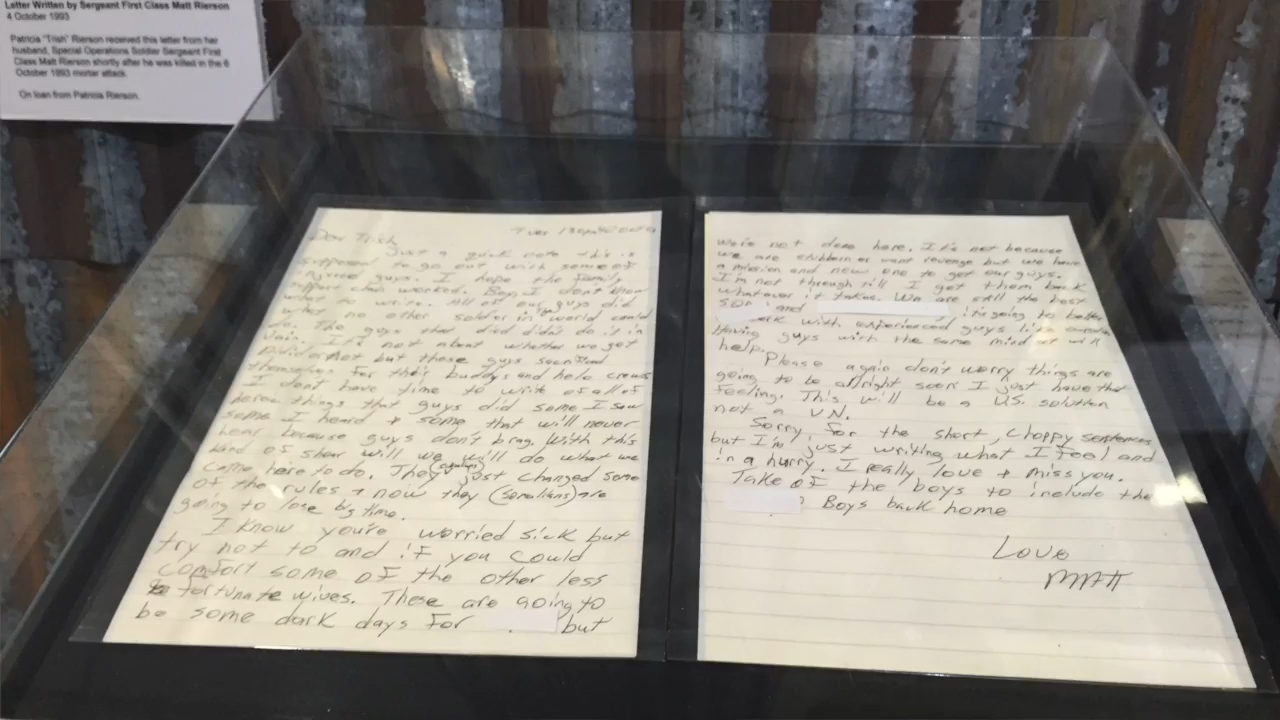 Letter Written by Sergeant First Class Matt Rierson
4 October 1993
Patricia "Trish" Rierson received this letter from her
husband, Special Operations Soldier Sergeant First
Class Matt Rierson shortly after he was killed in the 6
October 1993 mortar attack.
On loan from Patricia Rierson.
Tues
Dear Trish,
Just a quick note this is
supposed to go out with some of
guys. I hope the family
support chain worked. Boy, I don't know
what to write. All of our guys did
what no other soldier in world could
do. The guys that died didn't do it in
vain. It's not about whether we get
or not but these guys sacrificed
themselves for their buddys and helo crews
I don't have time to write of all of
heroic things that guys did some I saw
some I heard + some that will never
hear because guys don't brag. With this
kind of shear will we will do what we
came here to do. They just changed some
of the rules + now they (Somalians) are
going to lose big time.
I know you're worried sick but
try not to and if you could
comfort some of the other less
fortunate wives. These are going to
be some dark days for but
we're not done here. It's not because
we are stubborn or want revenge but we have
a mission and new one to get our guys.
I'm not through till I get them back
whatever it takes. We are still the best
and it's going to better
with experienced guys like
Having guys with the same mind set will
help.
Please again don't worry things are
going to be allright soon I just have that
feeling. This will be a U.S. solution
not a U.N.
Sorry, for the short, choppy sentences
but I'm just writing what I feel and
in a hurry. I really love + miss you.
Take of the boys to include the
Boys back home
Love
Matt